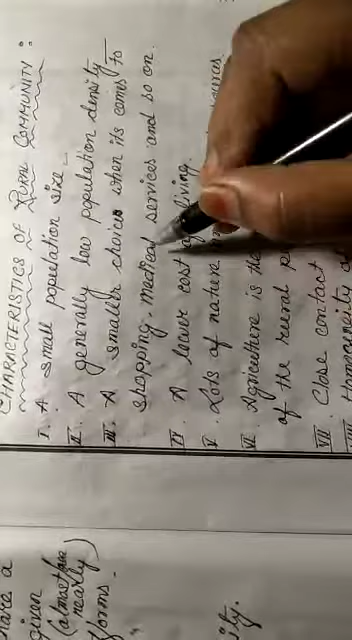 CHARACTERISTICS OF RURAL COMMUNITY:
I. A small population size.
II. A generally low population density
III. A smaller choice when its comes to
shopping, medical services and so on.
IV. A lower cost of living.
V. Lots of nature
VI. Agriculture is the
of the rural
VII. Close contact
Homogeneity
a
given
(almost
nearly)
forms.
ity.